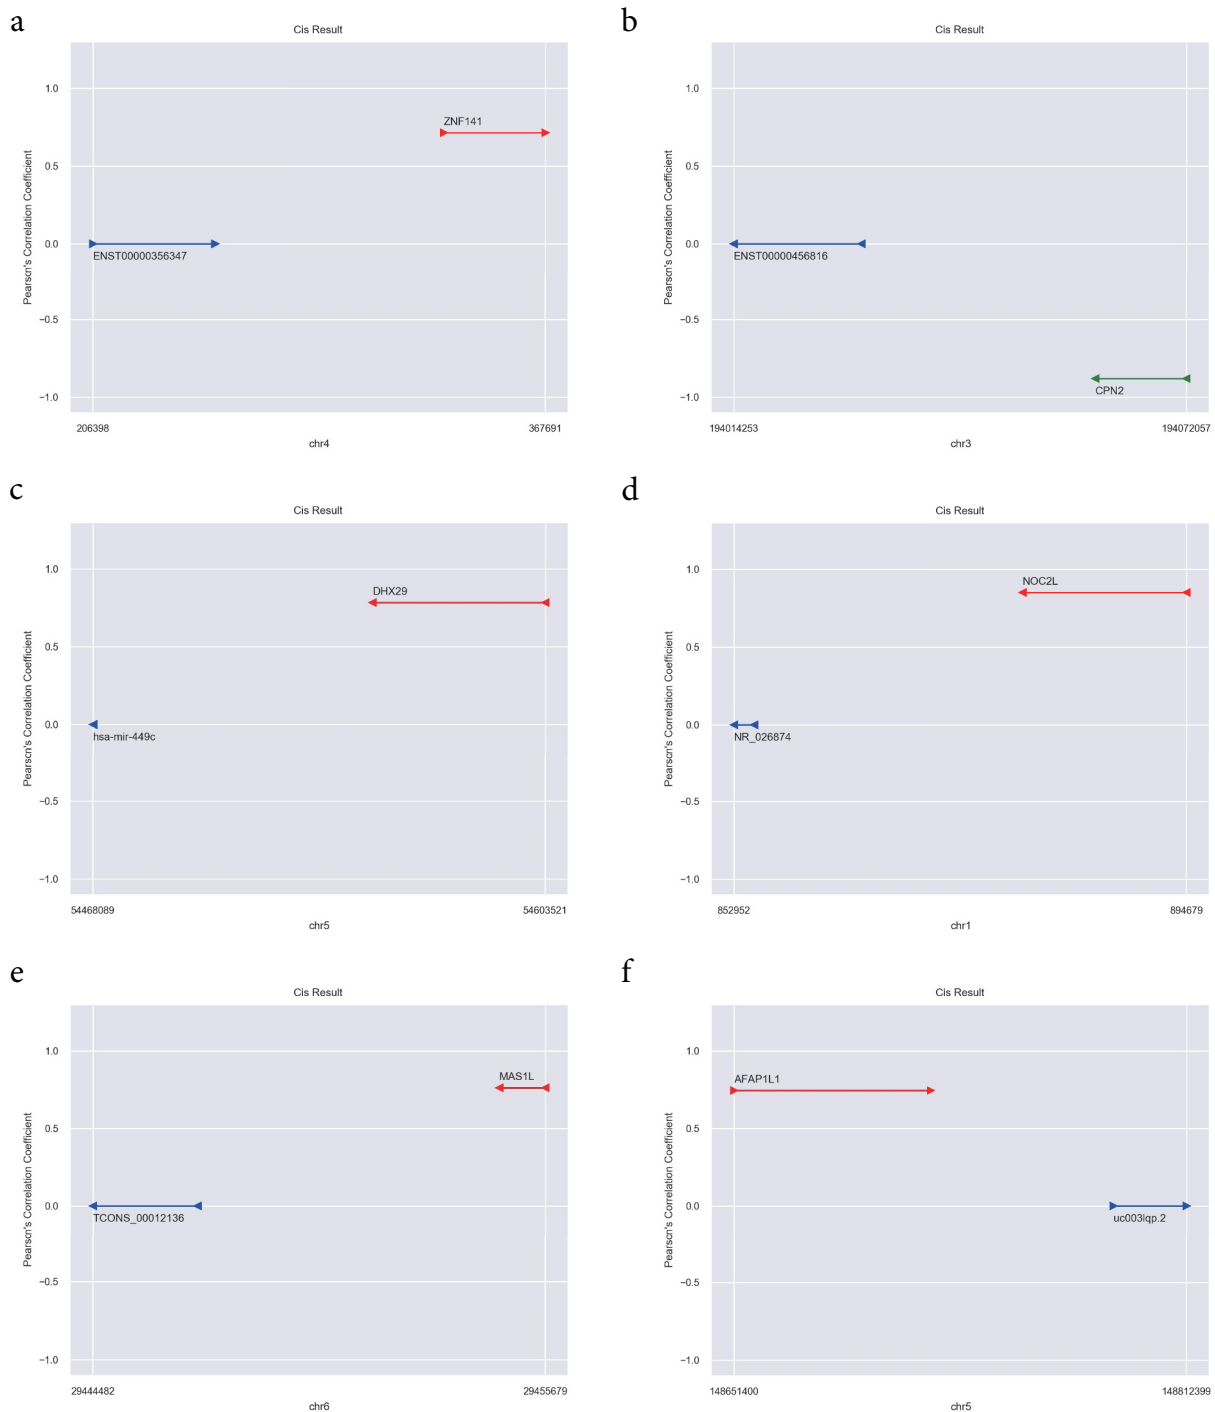 a
Cis Result
Pearson's Correlation Coefficient
1.0
0.5
0.0
−0.5
−1.0
ZNF141
ENST00000356347
206398
367691
chr4
b
Cis Result
Pearson's Correlation Coefficient
1.0
0.5
0.0
−0.5
−1.0
ENST00000456816
CPN2
194014253
194072057
chr3
c
Cis Result
Pearson's Correlation Coefficient
1.0
0.5
0.0
−0.5
−1.0
DHX29
hsa-mir-449c
54468089
54603521
chr5
d
Cis Result
Pearson's Correlation Coefficient
1.0
0.5
0.0
−0.5
−1.0
NOC2L
NR_026874
852952
894679
chr1
e
Cis Result
Pearson's Correlation Coefficient
1.0
0.5
0.0
−0.5
−1.0
MAS1L
TCONS_00012136
29444482
29455679
chr6
f
Cis Result
Pearson's Correlation Coefficient
1.0
0.5
0.0
−0.5
−1.0
AFAP1L1
uc003lqp.2
148651400
148812399
chr5